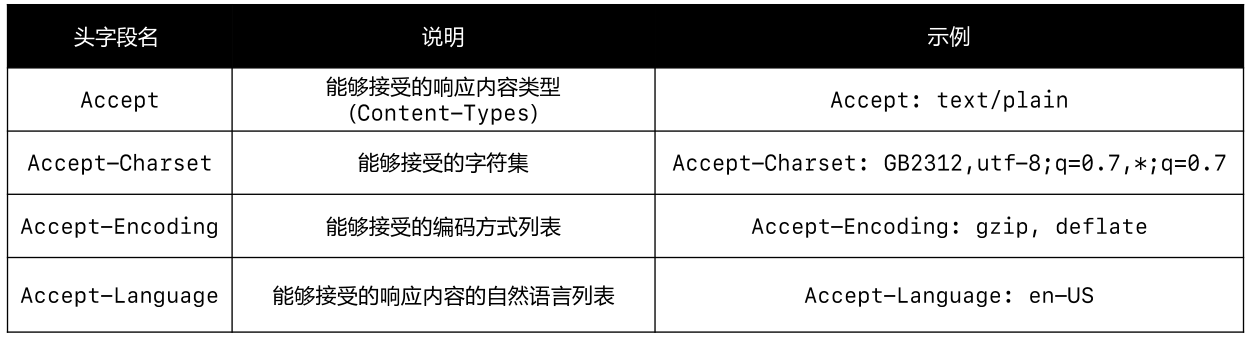 头字段名 说明 示例
Accept 能够接受的响应内容类型
(Content-Types) Accept: text/plain
Accept-Charset 能够接受的字符集 Accept-Charset: GB2312,utf-8;q=0.7,*;q=0.7
Accept-Encoding 能够接受的编码方式列表 Accept-Encoding: gzip, deflate
Accept-Language 能够接受的响应内容的自然语言列表 Accept-Language: en-US